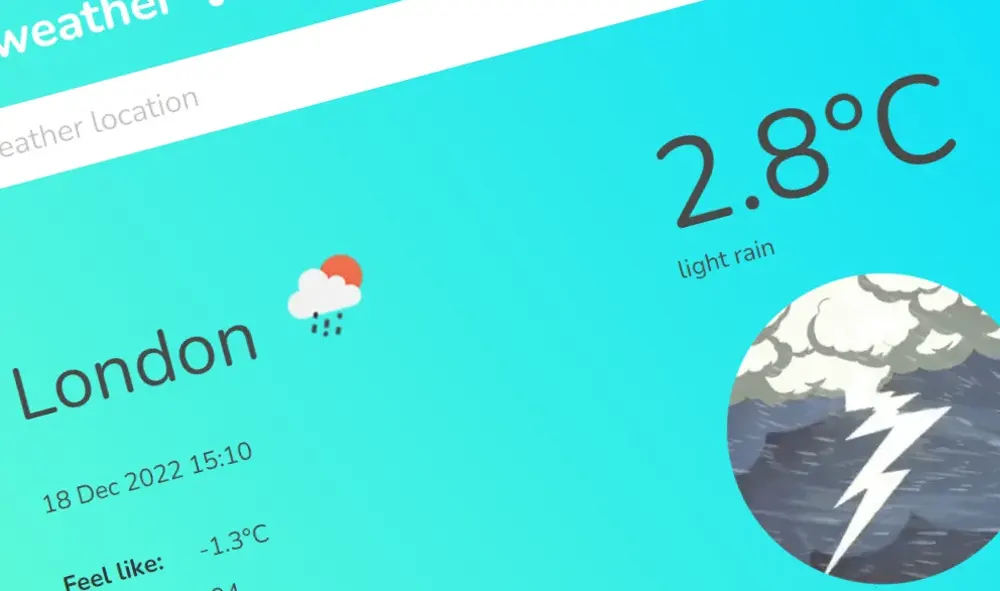 weather
eather location
2.8°C
light rain
London
18 Dec 2022 15:10
Feel like: -1.3°C